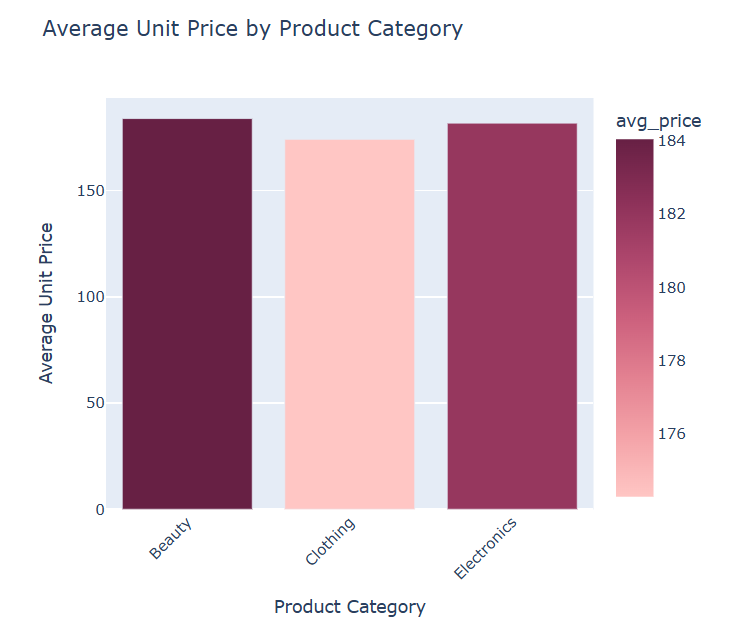 Average Unit Price by Product Category
avg_price
184
182
180
178
176
Average Unit Price
150
100
50
0
Beauty
Clothing
Electronics
Product Category